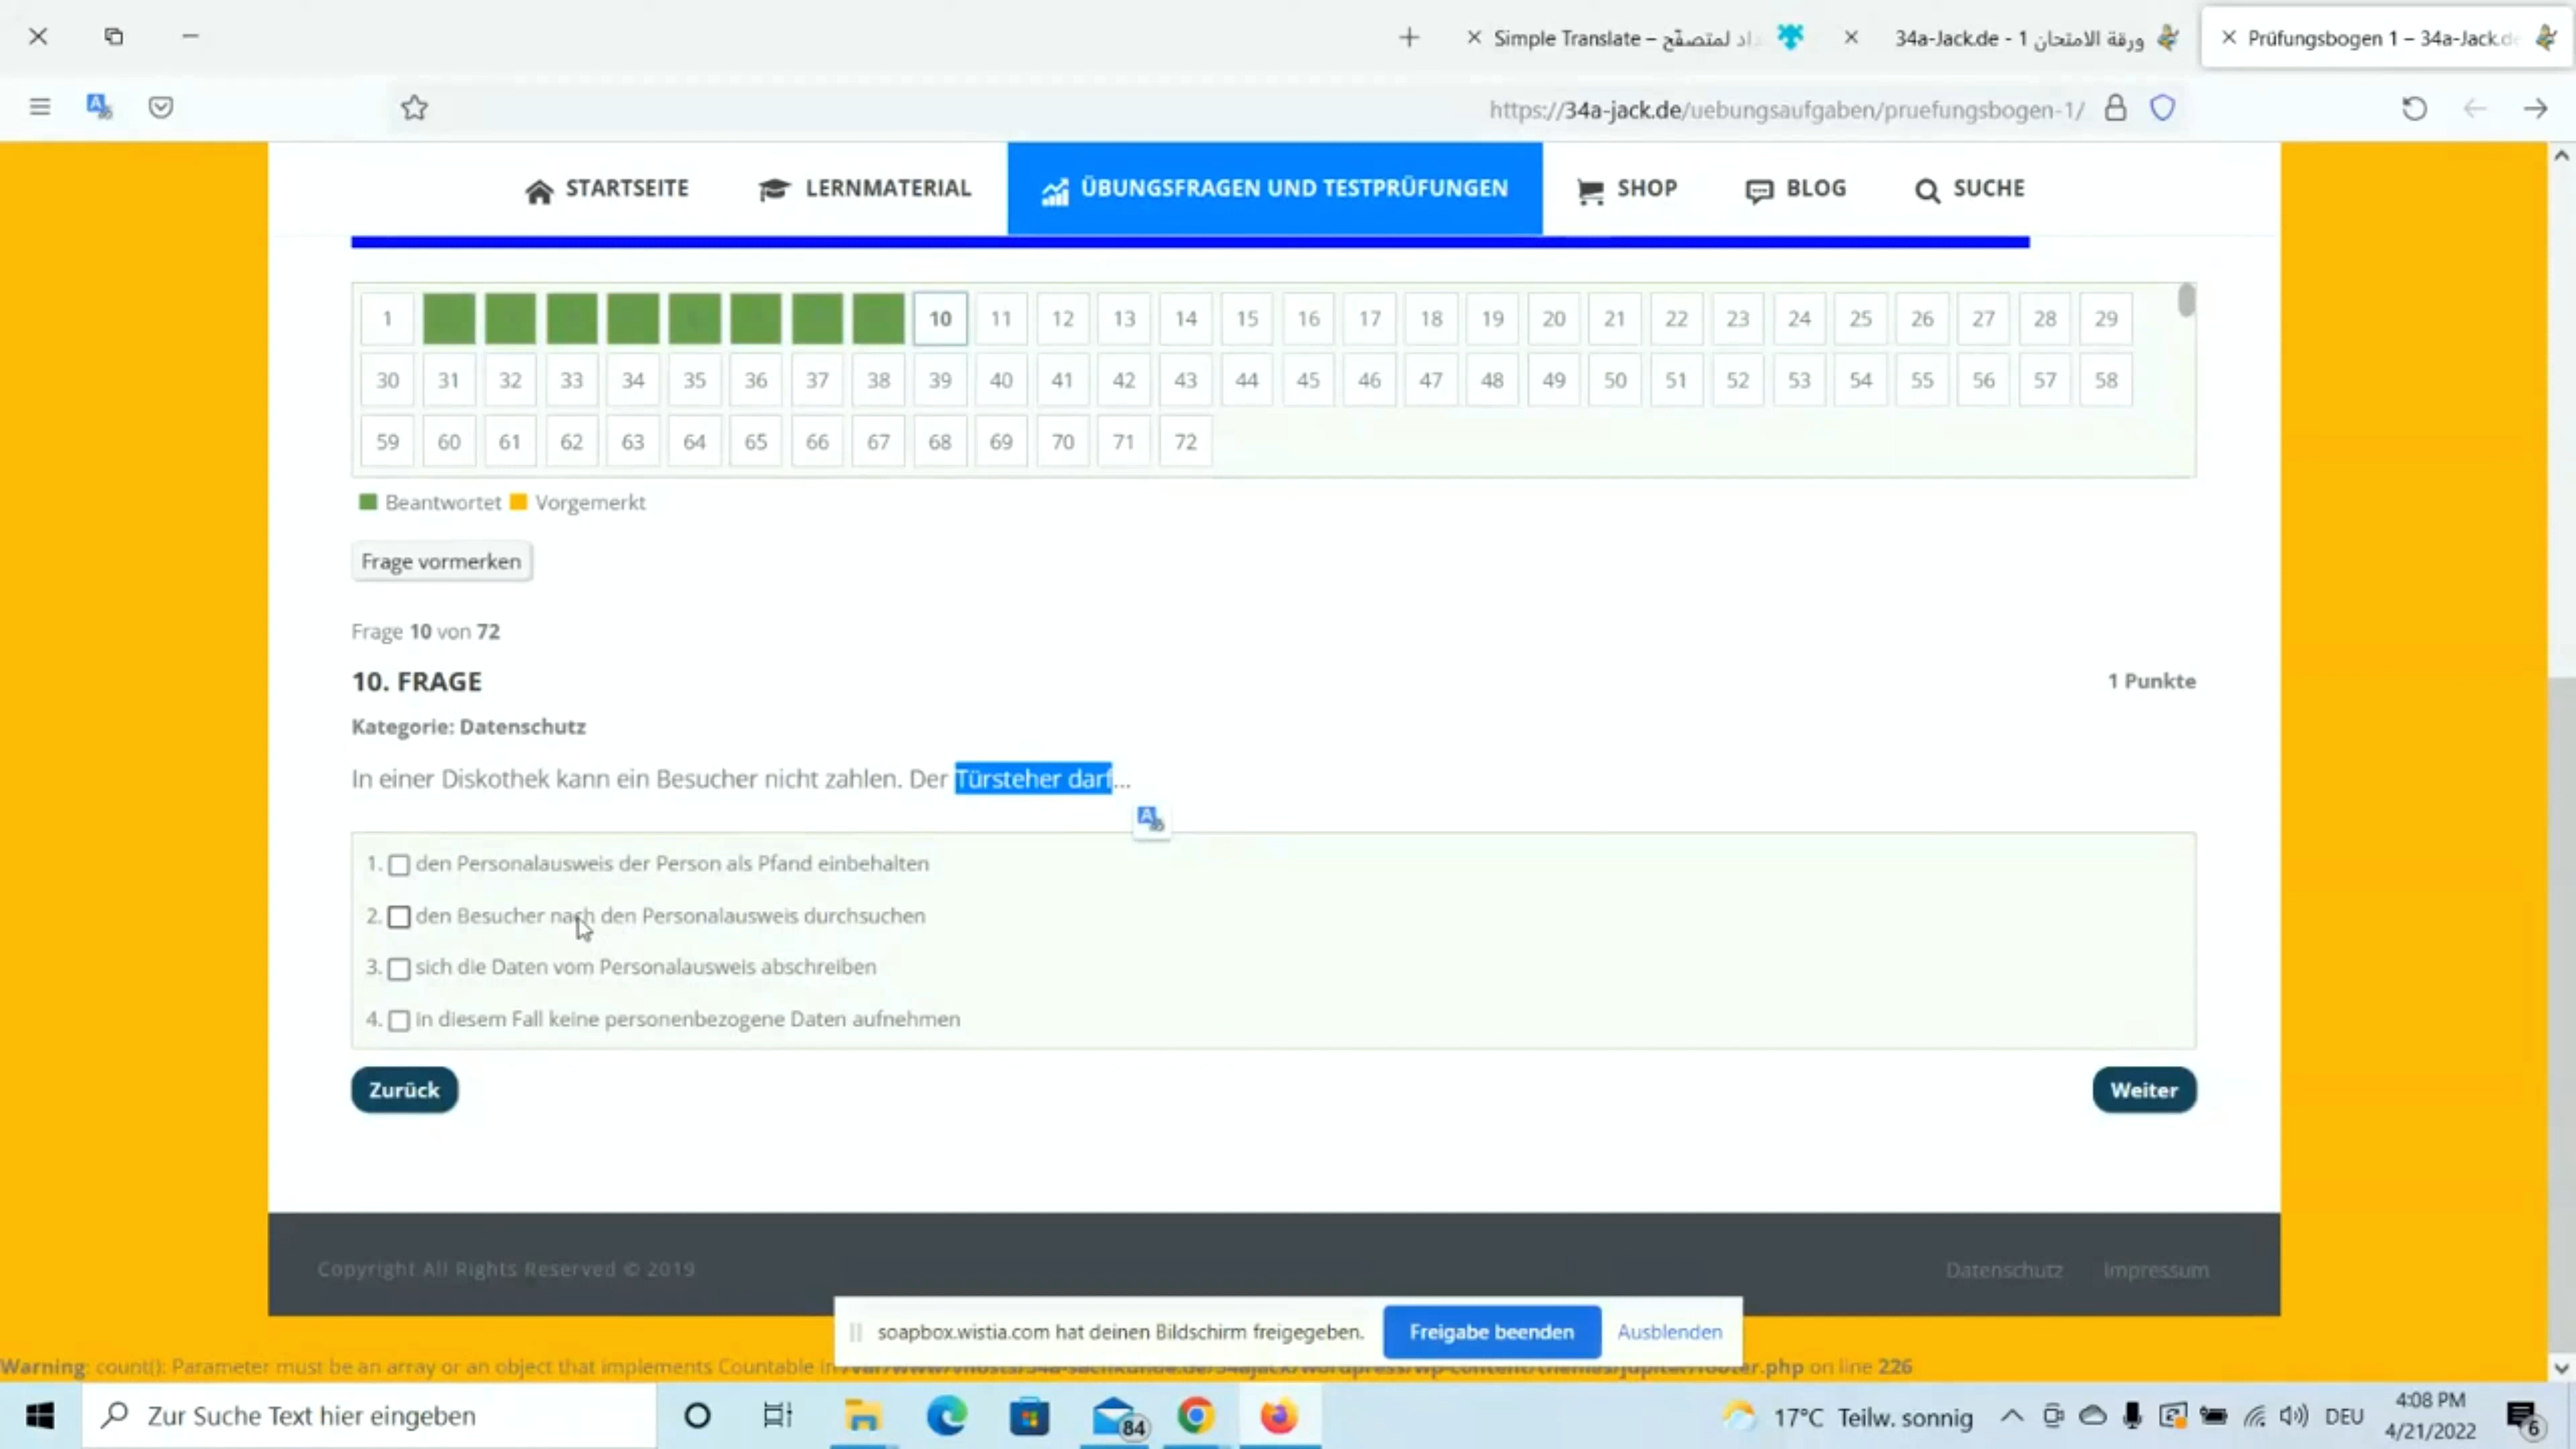 Simple Translate – داد لمتصفّح
34a-Jack.de - ورقة الامتحان 1
Prüfungsbogen 1 – 34a-Jack.de
https://34a-jack.de/uebungsaufgaben/pruefungsbogen-1/
STARTSEITE LERNMATERIAL ÜBUNGSFRAGEN UND TESTPRÜFUNGEN SHOP BLOG SUCHE
1 10 11 12 13 14 15 16 17 18 19 20 21 22 23 24 25 26 27 28 29
30 31 32 33 34 35 36 37 38 39 40 41 42 43 44 45 46 47 48 49 50 51 52 53 54 55 56 57 58
59 60 61 62 63 64 65 66 67 68 69 70 71 72
Beantwortet Vorgemerkt
Frage vormerken
Frage 10 von 72
10. FRAGE 1 Punkte
Kategorie: Datenschutz
In einer Diskothek kann ein Besucher nicht zahlen. Der Türsteher darf...
1. den Personalausweis der Person als Pfand einbehalten
2. den Besucher nach den Personalausweis durchsuchen
3. sich die Daten vom Personalausweis abschreiben
4. in diesem Fall keine personenbezogene Daten aufnehmen
Zurück Weiter
Copyright All Rights Reserved © 2019 Datenschutz Impressum
soapbox.wistia.com hat deinen Bildschirm freigegeben. Freigabe beenden Ausblenden
Warning: count(): Parameter must be an array or an object that implements Countable in on line 226
Zur Suche Text hier eingeben 84 17°C Teilw. sonnig DEU 4:08 PM
4/21/2022 6